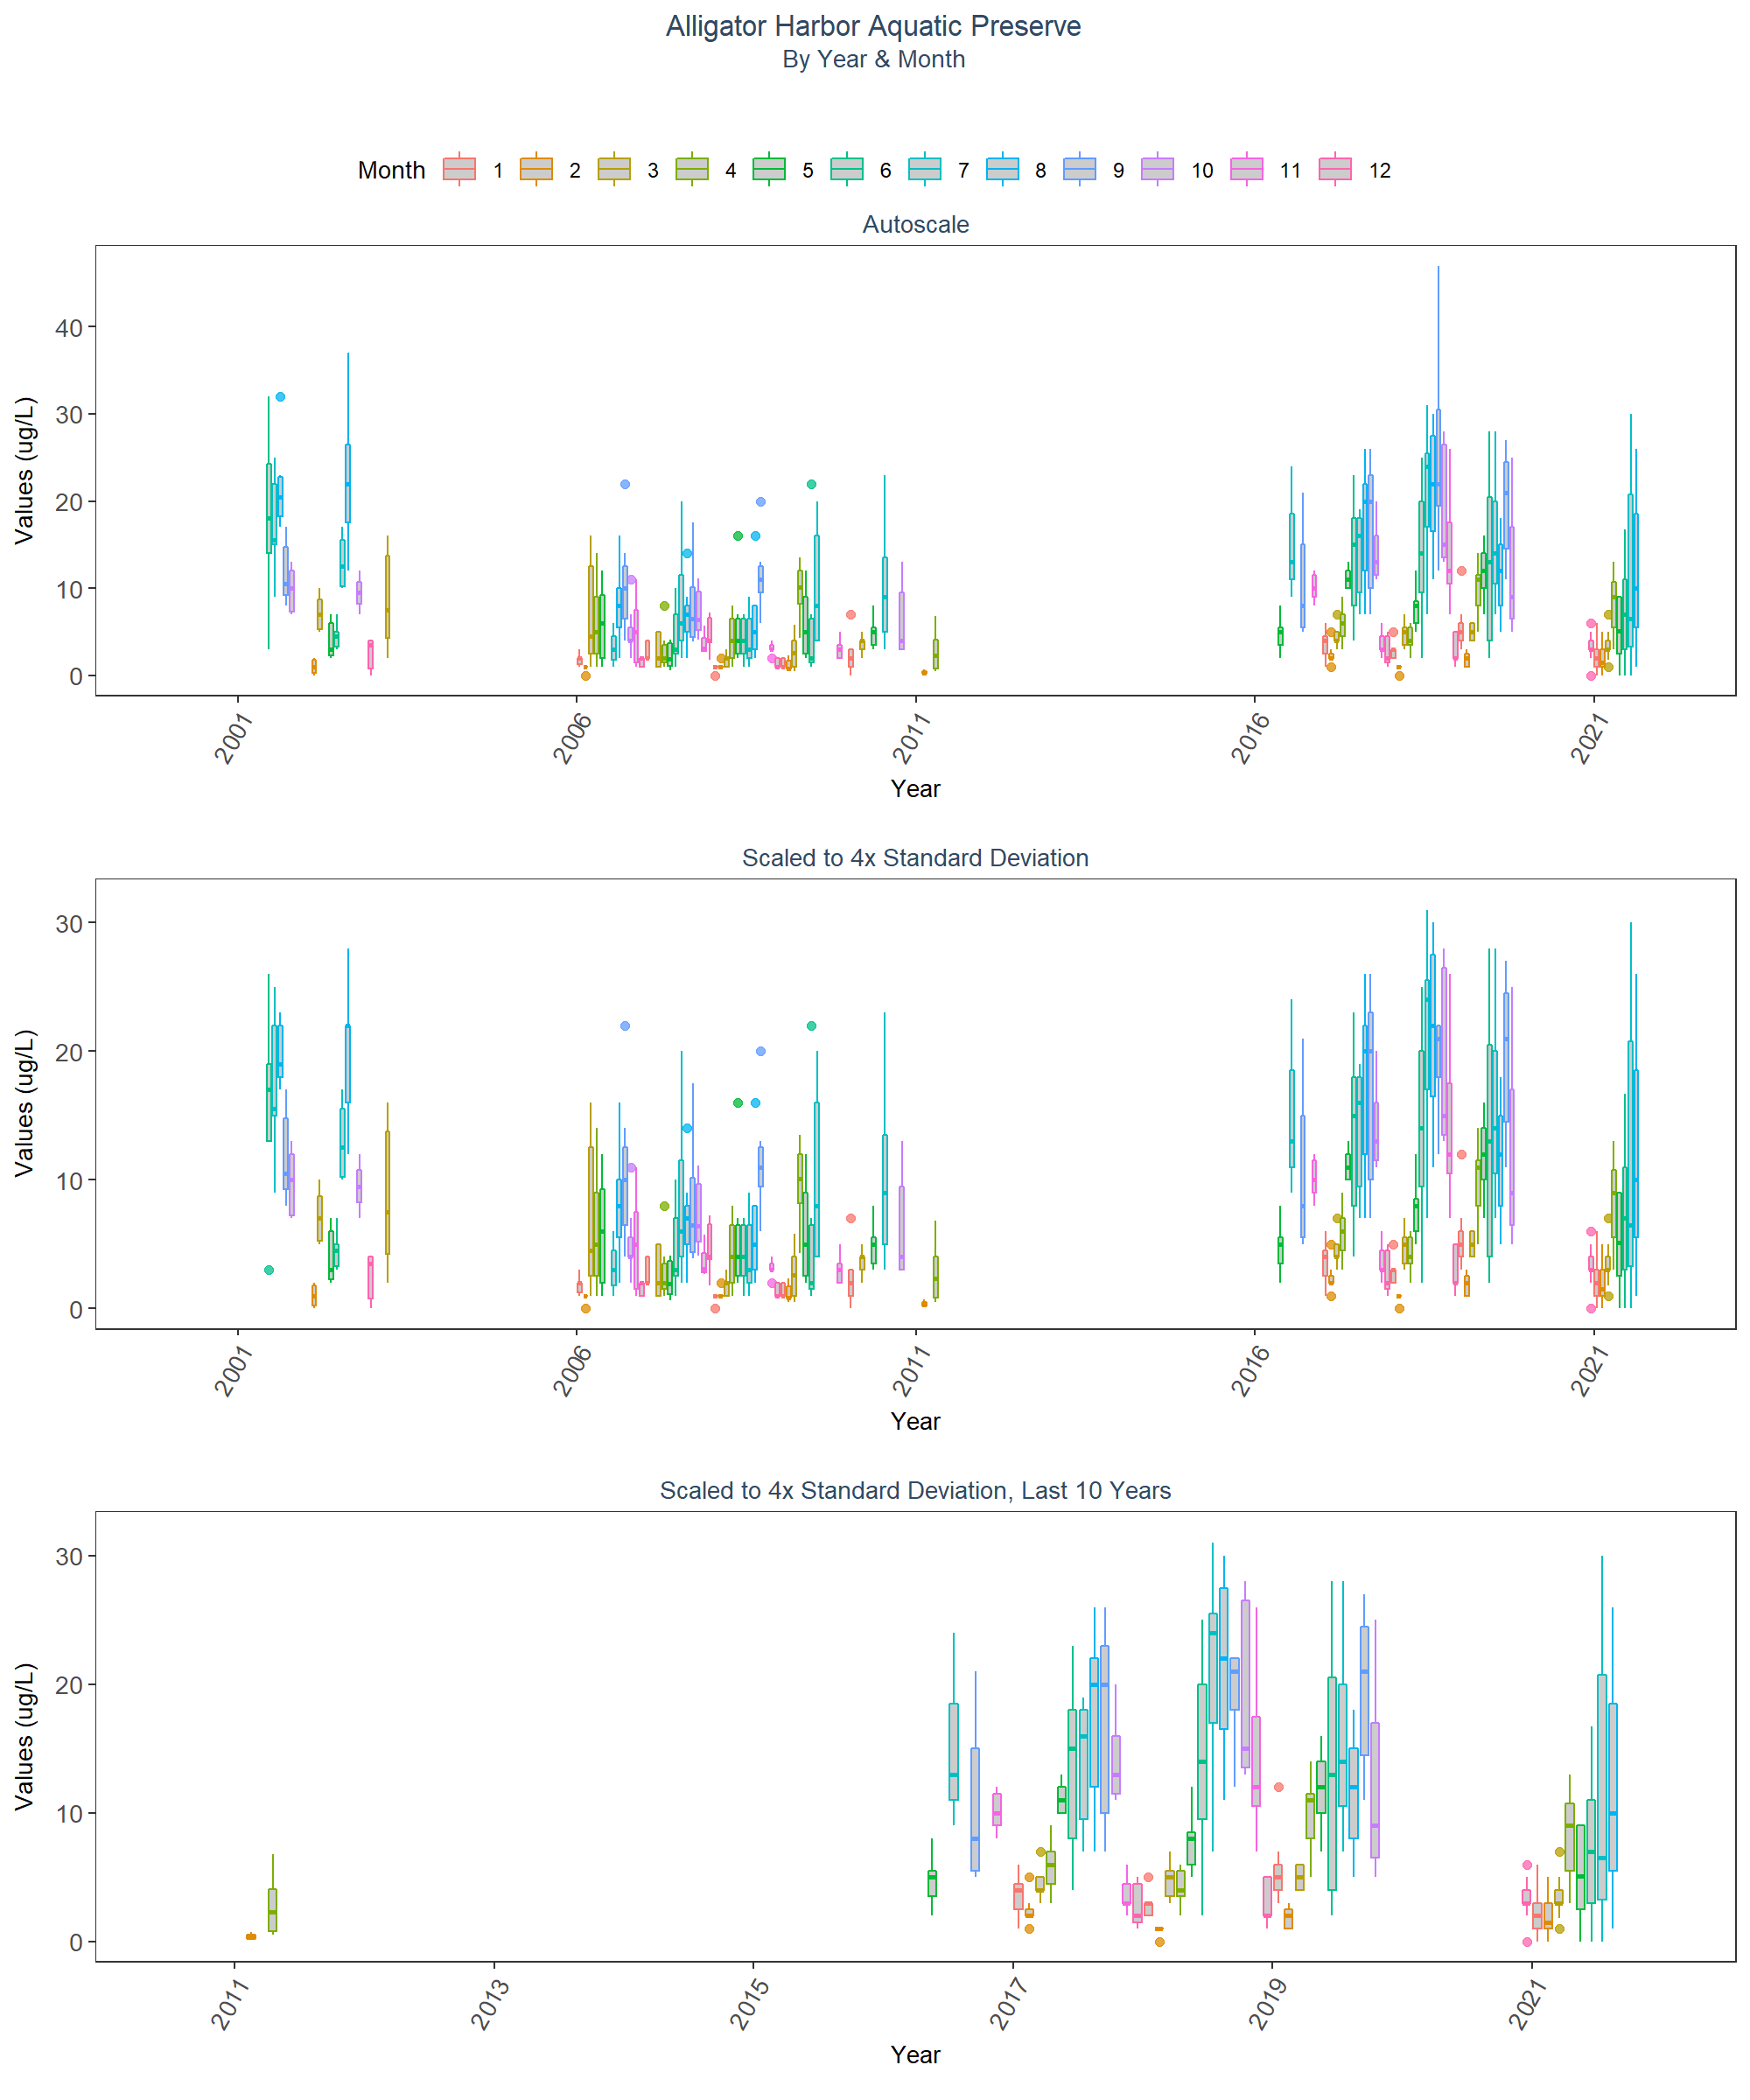 Alligator Harbor Aquatic Preserve
By Year & Month
Month 1 2 3 4 5 6 7 8 9 10 11 12
Autoscale
Values (ug/L)
40
30
20
10
0
2001 2006 2011 2016 2021
Year
Scaled to 4x Standard Deviation
Values (ug/L)
30
20
10
0
2001 2006 2011 2016 2021
Year
Scaled to 4x Standard Deviation, Last 10 Years
Values (ug/L)
30
20
10
0
2011 2013 2015 2017 2019 2021
Year